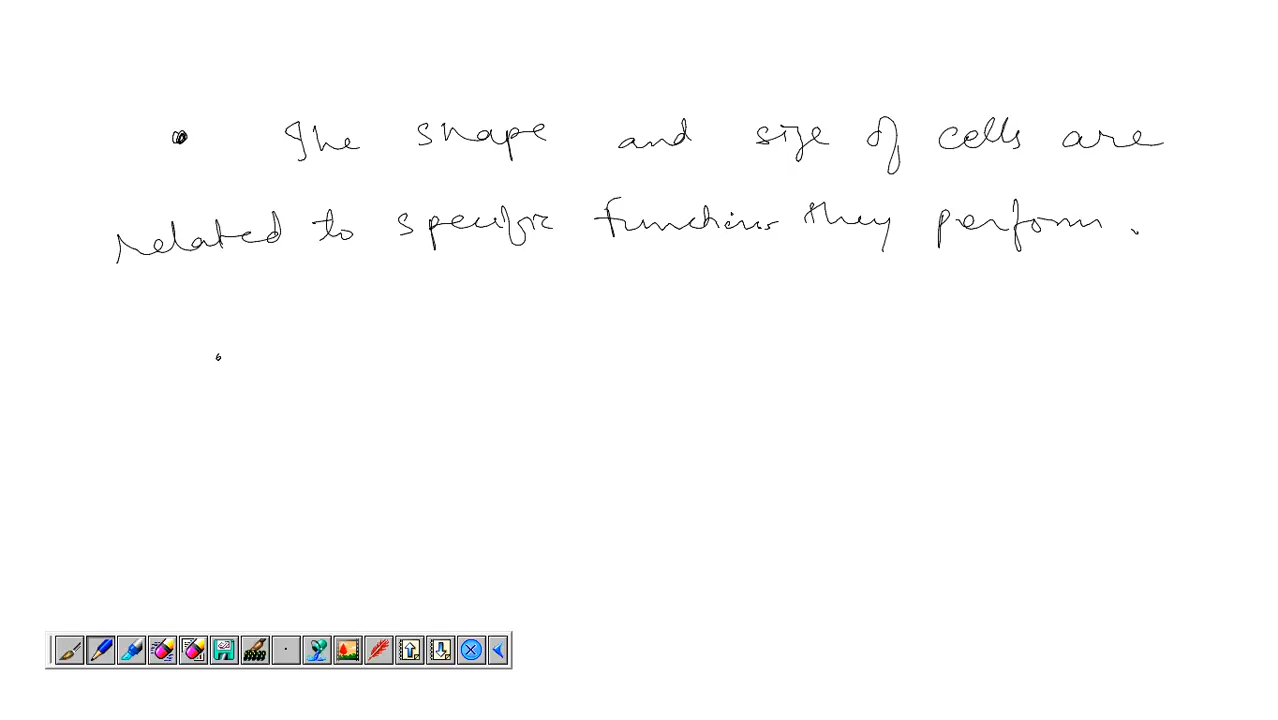 • The shape and size of cells are
related to specific functions they perform.
•